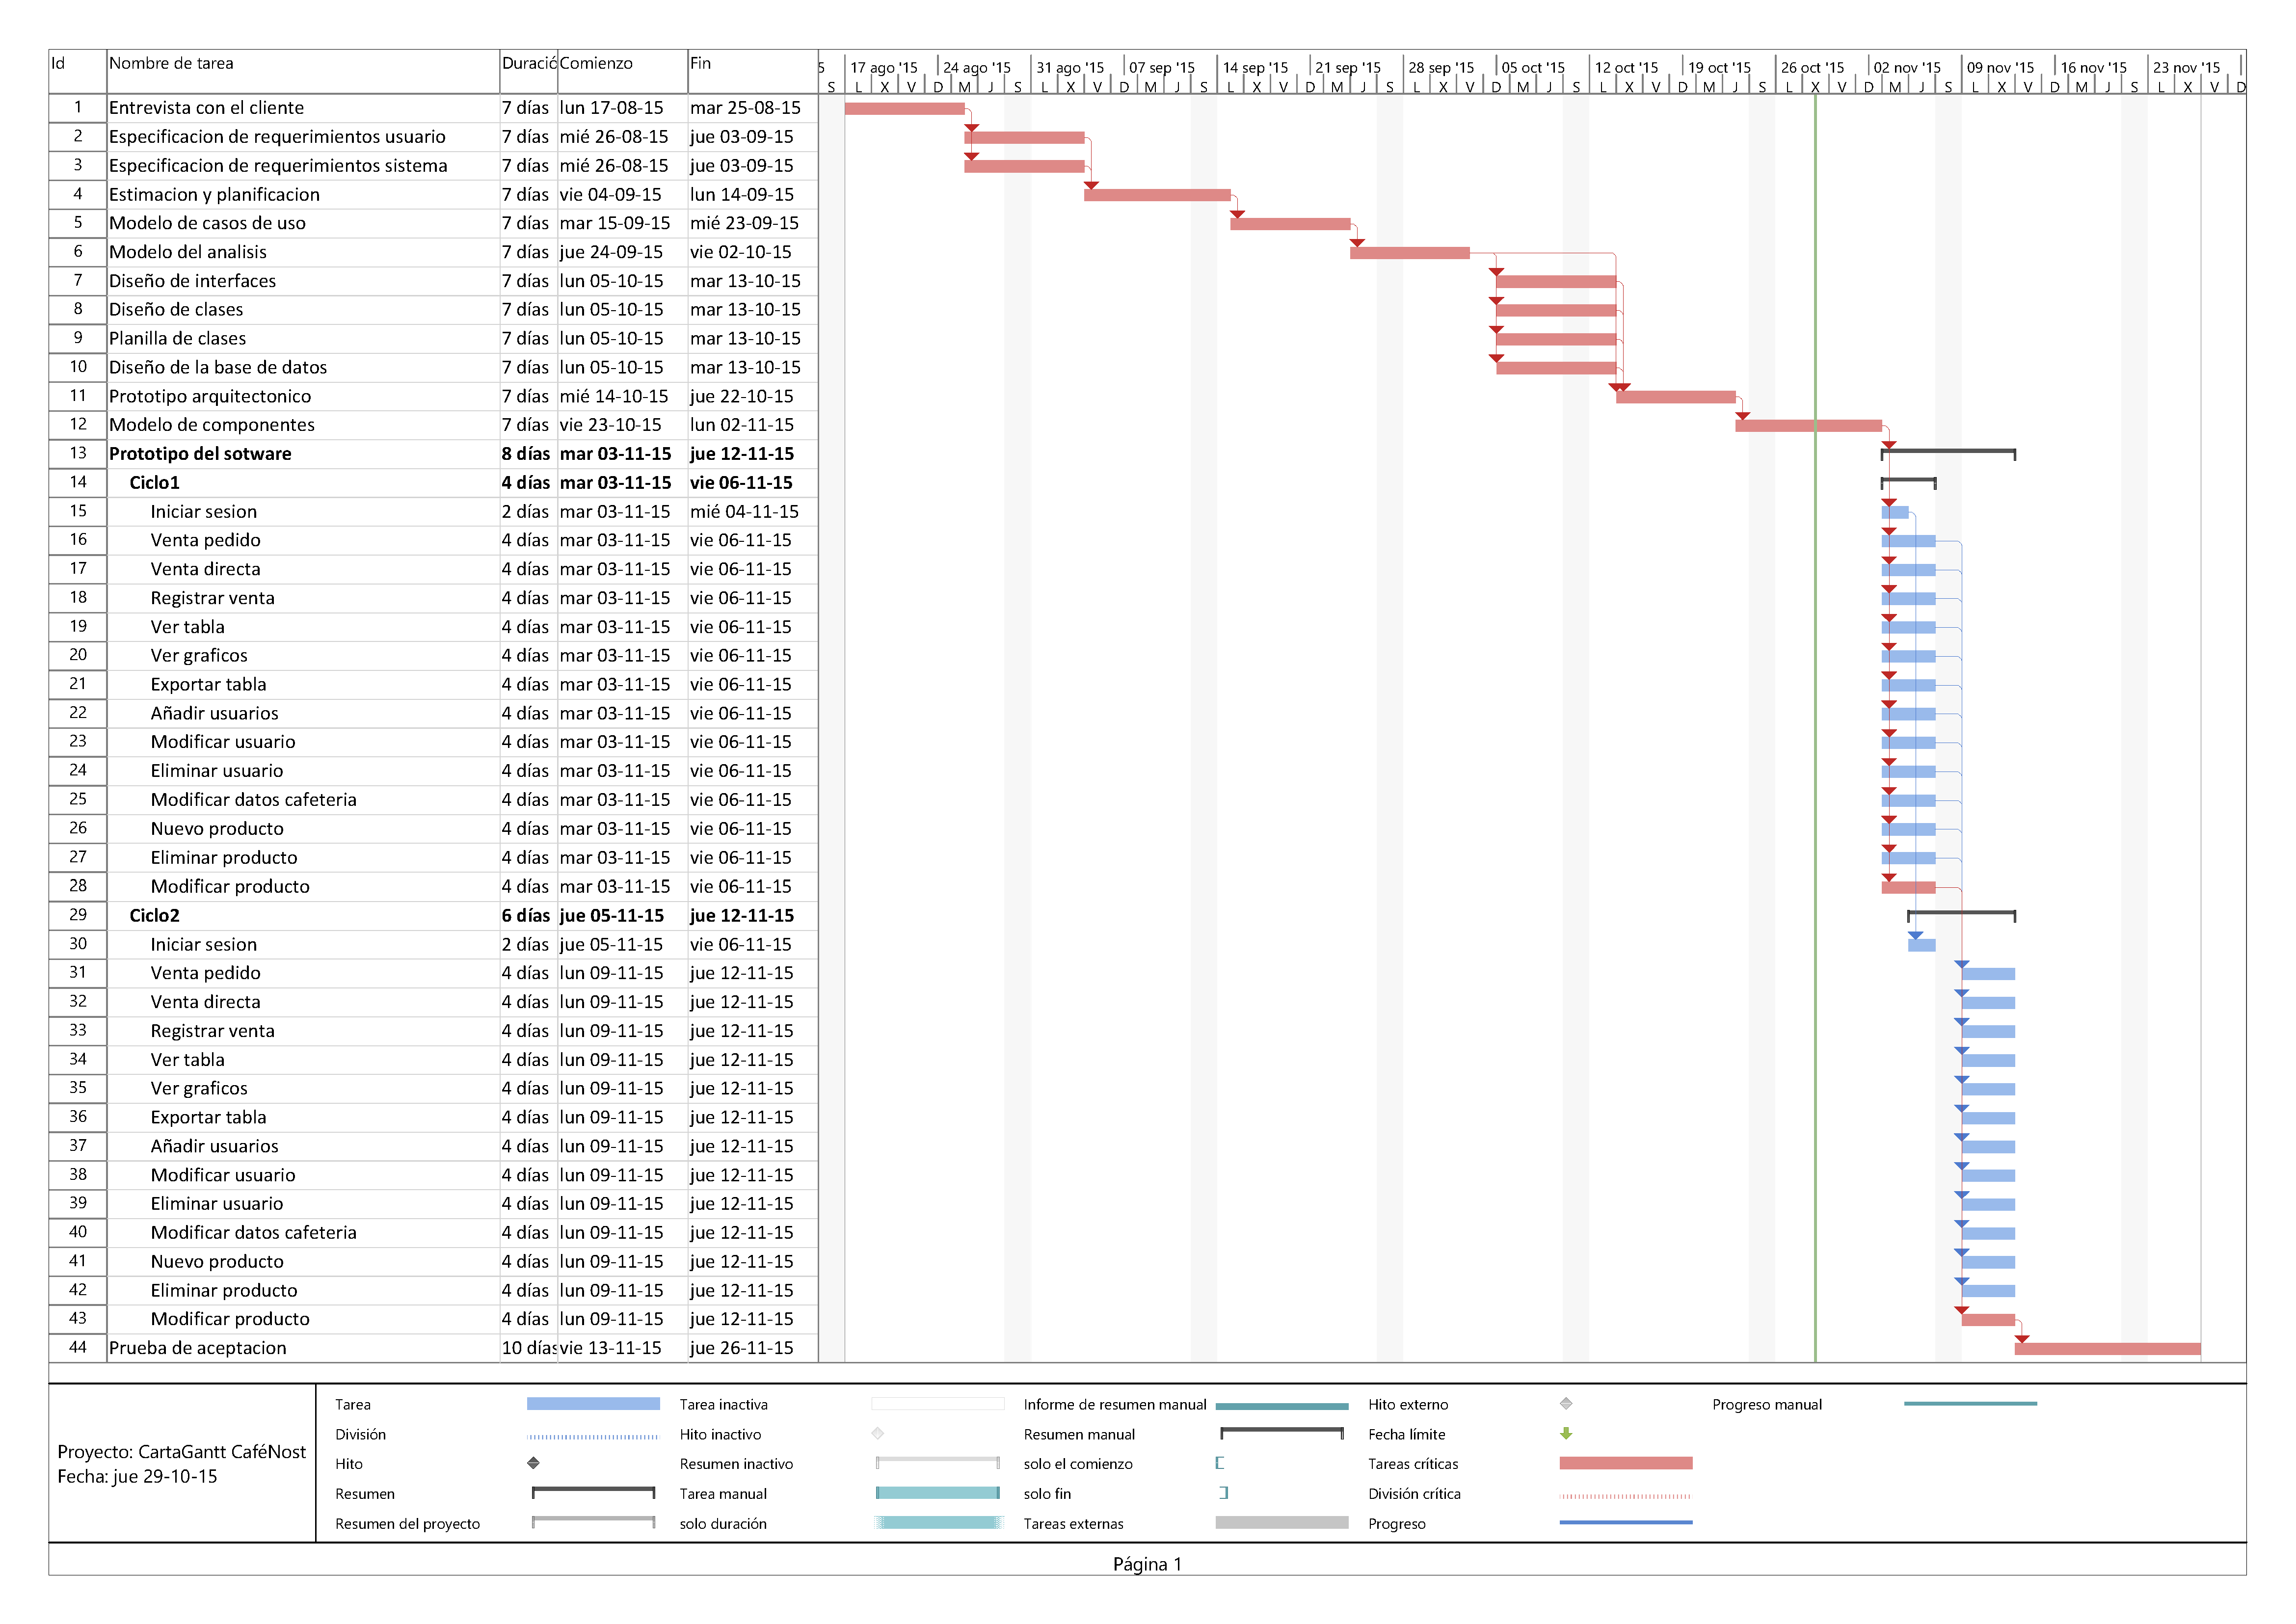 Id Nombre de tarea Duració Comienzo Fin 5 17 ago '15 24 ago '15 31 ago '15 07 sep '15 14 sep '15 21 sep '15 28 sep '15 05 oct '15 12 oct '15 19 oct '15 26 oct '15 02 nov '15 09 nov '15 16 nov '15 23 nov '15
S L X V D M J S L X V D M J S L X V D M J S L X V D M J S L X V D M J S L X V D M J S L X V D M J S L X V D
1 Entrevista con el cliente 7 días lun 17-08-15 mar 25-08-15
2 Especificacion de requerimientos usuario 7 días mié 26-08-15 jue 03-09-15
3 Especificacion de requerimientos sistema 7 días mié 26-08-15 jue 03-09-15
4 Estimacion y planificacion 7 días vie 04-09-15 lun 14-09-15
5 Modelo de casos de uso 7 días mar 15-09-15 mié 23-09-15
6 Modelo del analisis 7 días jue 24-09-15 vie 02-10-15
7 Diseño de interfaces 7 días lun 05-10-15 mar 13-10-15
8 Diseño de clases 7 días lun 05-10-15 mar 13-10-15
9 Planilla de clases 7 días lun 05-10-15 mar 13-10-15
10 Diseño de la base de datos 7 días lun 05-10-15 mar 13-10-15
11 Prototipo arquitectonico 7 días mié 14-10-15 jue 22-10-15
12 Modelo de componentes 7 días vie 23-10-15 lun 02-11-15
13 Prototipo del sotware 8 días mar 03-11-15 jue 12-11-15
14 Ciclo1 4 días mar 03-11-15 vie 06-11-15
15 Iniciar sesion 2 días mar 03-11-15 mié 04-11-15
16 Venta pedido 4 días mar 03-11-15 vie 06-11-15
17 Venta directa 4 días mar 03-11-15 vie 06-11-15
18 Registrar venta 4 días mar 03-11-15 vie 06-11-15
19 Ver tabla 4 días mar 03-11-15 vie 06-11-15
20 Ver graficos 4 días mar 03-11-15 vie 06-11-15
21 Exportar tabla 4 días mar 03-11-15 vie 06-11-15
22 Añadir usuarios 4 días mar 03-11-15 vie 06-11-15
23 Modificar usuario 4 días mar 03-11-15 vie 06-11-15
24 Eliminar usuario 4 días mar 03-11-15 vie 06-11-15
25 Modificar datos cafeteria 4 días mar 03-11-15 vie 06-11-15
26 Nuevo producto 4 días mar 03-11-15 vie 06-11-15
27 Eliminar producto 4 días mar 03-11-15 vie 06-11-15
28 Modificar producto 4 días mar 03-11-15 vie 06-11-15
29 Ciclo2 6 días jue 05-11-15 jue 12-11-15
30 Iniciar sesion 2 días jue 05-11-15 vie 06-11-15
31 Venta pedido 4 días lun 09-11-15 jue 12-11-15
32 Venta directa 4 días lun 09-11-15 jue 12-11-15
33 Registrar venta 4 días lun 09-11-15 jue 12-11-15
34 Ver tabla 4 días lun 09-11-15 jue 12-11-15
35 Ver graficos 4 días lun 09-11-15 jue 12-11-15
36 Exportar tabla 4 días lun 09-11-15 jue 12-11-15
37 Añadir usuarios 4 días lun 09-11-15 jue 12-11-15
38 Modificar usuario 4 días lun 09-11-15 jue 12-11-15
39 Eliminar usuario 4 días lun 09-11-15 jue 12-11-15
40 Modificar datos cafeteria 4 días lun 09-11-15 jue 12-11-15
41 Nuevo producto 4 días lun 09-11-15 jue 12-11-15
42 Eliminar producto 4 días lun 09-11-15 jue 12-11-15
43 Modificar producto 4 días lun 09-11-15 jue 12-11-15
44 Prueba de aceptacion 10 días vie 13-11-15 jue 26-11-15
Proyecto: CartaGantt CaféNost
Fecha: jue 29-10-15
Tarea Tarea inactiva Informe de resumen manual Hito externo Progreso manual
División Hito inactivo Resumen manual Fecha límite
Hito Resumen inactivo solo el comienzo Tareas críticas
Resumen Tarea manual solo fin División crítica
Resumen del proyecto solo duración Tareas externas Progreso
Página 1